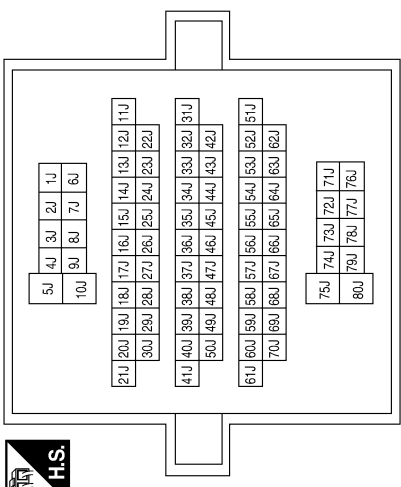 H.S.
5J 4J 3J 2J 1J
10J 9J 8J 7J 6J
21J 20J 19J 18J 17J 16J 15J 14J 13J 12J 11J
30J 29J 28J 27J 26J 25J 24J 23J 22J
41J 40J 39J 38J 37J 36J 35J 34J 33J 32J 31J
50J 49J 48J 47J 46J 45J 44J 43J 42J
61J 60J 59J 58J 57J 56J 55J 54J 53J 52J 51J
70J 69J 68J 67J 66J 65J 64J 63J 62J
75J 74J 73J 72J 71J
80J 79J 78J 77J 76J